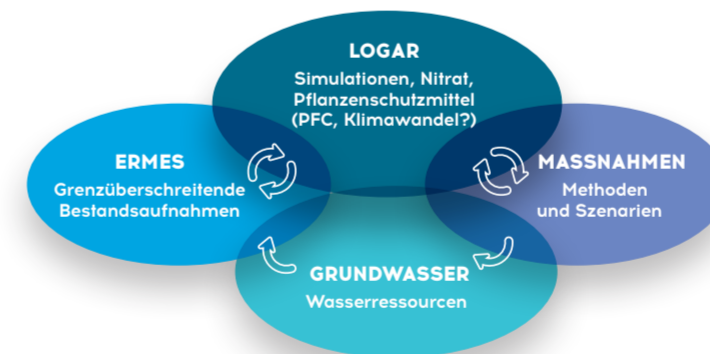 LOGAR
Simulationen, Nitrat,
Pflanzenschutzmittel
(PFC, Klimawandel?)
ERMES
Grenzüberschreitende
Bestandsaufnahmen
MASSNAHMEN
Methoden
und Szenarien
GRUNDWASSER
Wasserressourcen